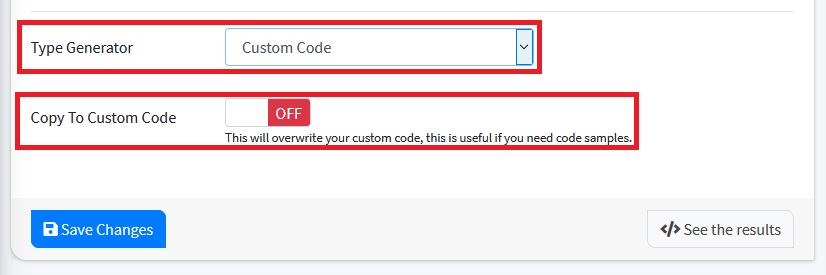 Type Generator
Custom Code
Copy To Custom Code
OFF
This will overwrite your custom code, this is useful if you need code samples.
Save Changes
</> See the results